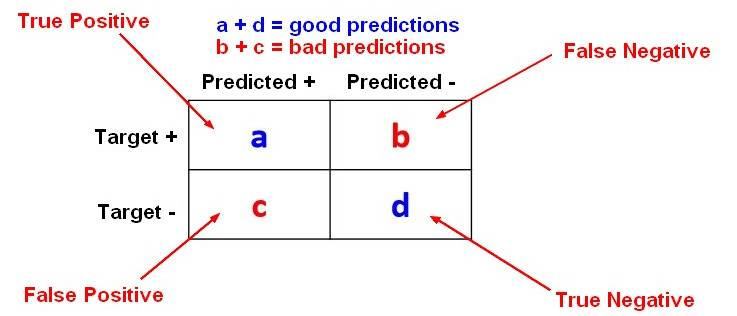 True Positive
a + d = good predictions
b + c = bad predictions
False Negative
Predicted + Predicted -
Target + a b
Target - c d
False Positive
True Negative